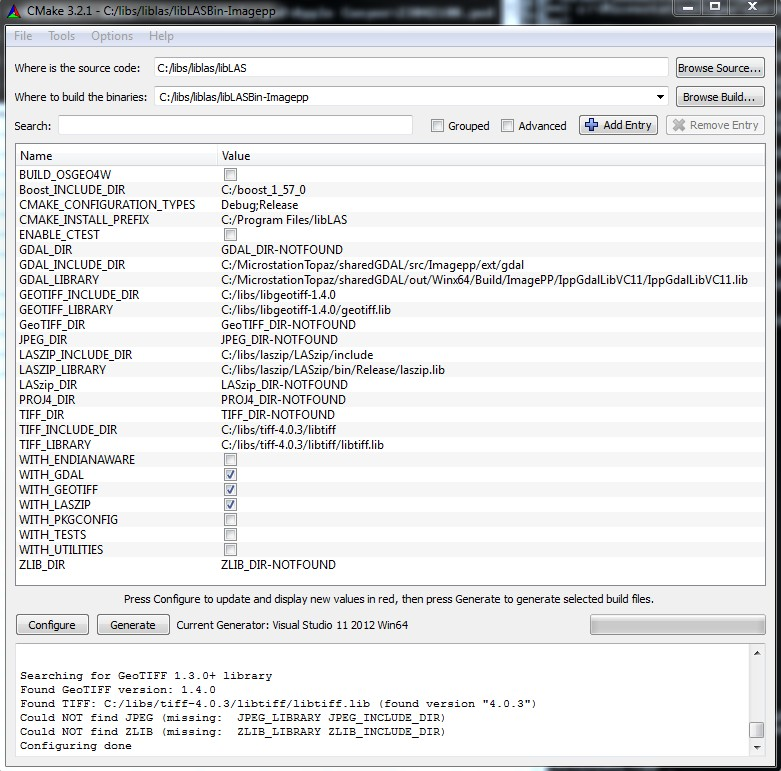 CMake 3.2.1 - C:/libs/liblas/libLASBin-Imagepp
File Tools Options Help
Where is the source code: C:/libs/liblas/libLAS Browse Source...
Where to build the binaries: C:/libs/liblas/libLASBin-Imagepp Browse Build...
Search: Grouped Advanced Add Entry Remove Entry
Name Value
BUILD_OSGEO4W
Boost_INCLUDE_DIR C:/boost_1_57_0
CMAKE_CONFIGURATION_TYPES Debug;Release
CMAKE_INSTALL_PREFIX C:/Program Files/libLAS
ENABLE_CTEST
GDAL_DIR GDAL_DIR-NOTFOUND
GDAL_INCLUDE_DIR C:/MicrostationTopaz/sharedGDAL/src/Imagepp/ext/gdal
GDAL_LIBRARY C:/MicrostationTopaz/sharedGDAL/out/Winx64/Build/ImagePP/IppGdalLibVC11/IppGdalLibVC11.lib
GEOTIFF_INCLUDE_DIR C:/libs/libgeotiff-1.4.0
GEOTIFF_LIBRARY C:/libs/libgeotiff-1.4.0/geotiff.lib
GeoTIFF_DIR GeoTIFF_DIR-NOTFOUND
JPEG_DIR JPEG_DIR-NOTFOUND
LASZIP_INCLUDE_DIR C:/libs/laszip/LASzip/include
LASZIP_LIBRARY C:/libs/laszip/LASzip/bin/Release/laszip.lib
LASzip_DIR LASzip_DIR-NOTFOUND
PROJ4_DIR PROJ4_DIR-NOTFOUND
TIFF_DIR TIFF_DIR-NOTFOUND
TIFF_INCLUDE_DIR C:/libs/tiff-4.0.3/libtiff
TIFF_LIBRARY C:/libs/tiff-4.0.3/libtiff/libtiff.lib
WITH_ENDIANAWARE
WITH_GDAL
WITH_GEOTIFF
WITH_LASZIP
WITH_PKGCONFIG
WITH_TESTS
WITH_UTILITIES
ZLIB_DIR ZLIB_DIR-NOTFOUND
Press Configure to update and display new values in red, then press Generate to generate selected build files.
Configure Generate Current Generator: Visual Studio 11 2012 Win64
Searching for GeoTIFF 1.3.0+ library
Found GeoTIFF version: 1.4.0
Found TIFF: C:/libs/tiff-4.0.3/libtiff/libtiff.lib (found version "4.0.3")
Could NOT find JPEG (missing:  JPEG_LIBRARY JPEG_INCLUDE_DIR)
Could NOT find ZLIB (missing:  ZLIB_LIBRARY ZLIB_INCLUDE_DIR)
Configuring done